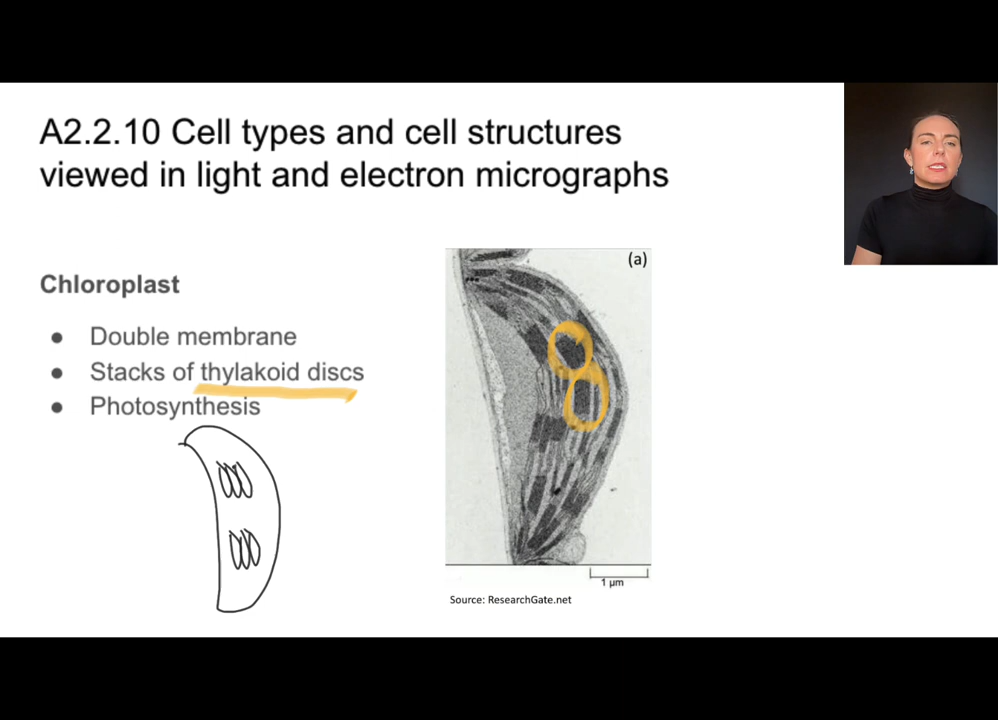 A2.2.10 Cell types and cell structures
viewed in light and electron micrographs
Chloroplast
● Double membrane
● Stacks of thylakoid discs
● Photosynthesis
(a)
1 µm
Source: ResearchGate.net